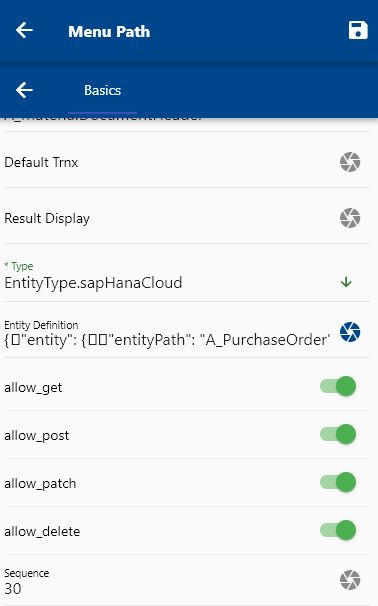 Menu Path
Basics
A_materialDocumentHeader
Default Trnx
Result Display
* Type
EntityType.sapHanaCloud
Entity Definition
{▯"entity": {▯▯"entityPath": "A_PurchaseOrder'
allow_get
allow_post
allow_patch
allow_delete
Sequence
30